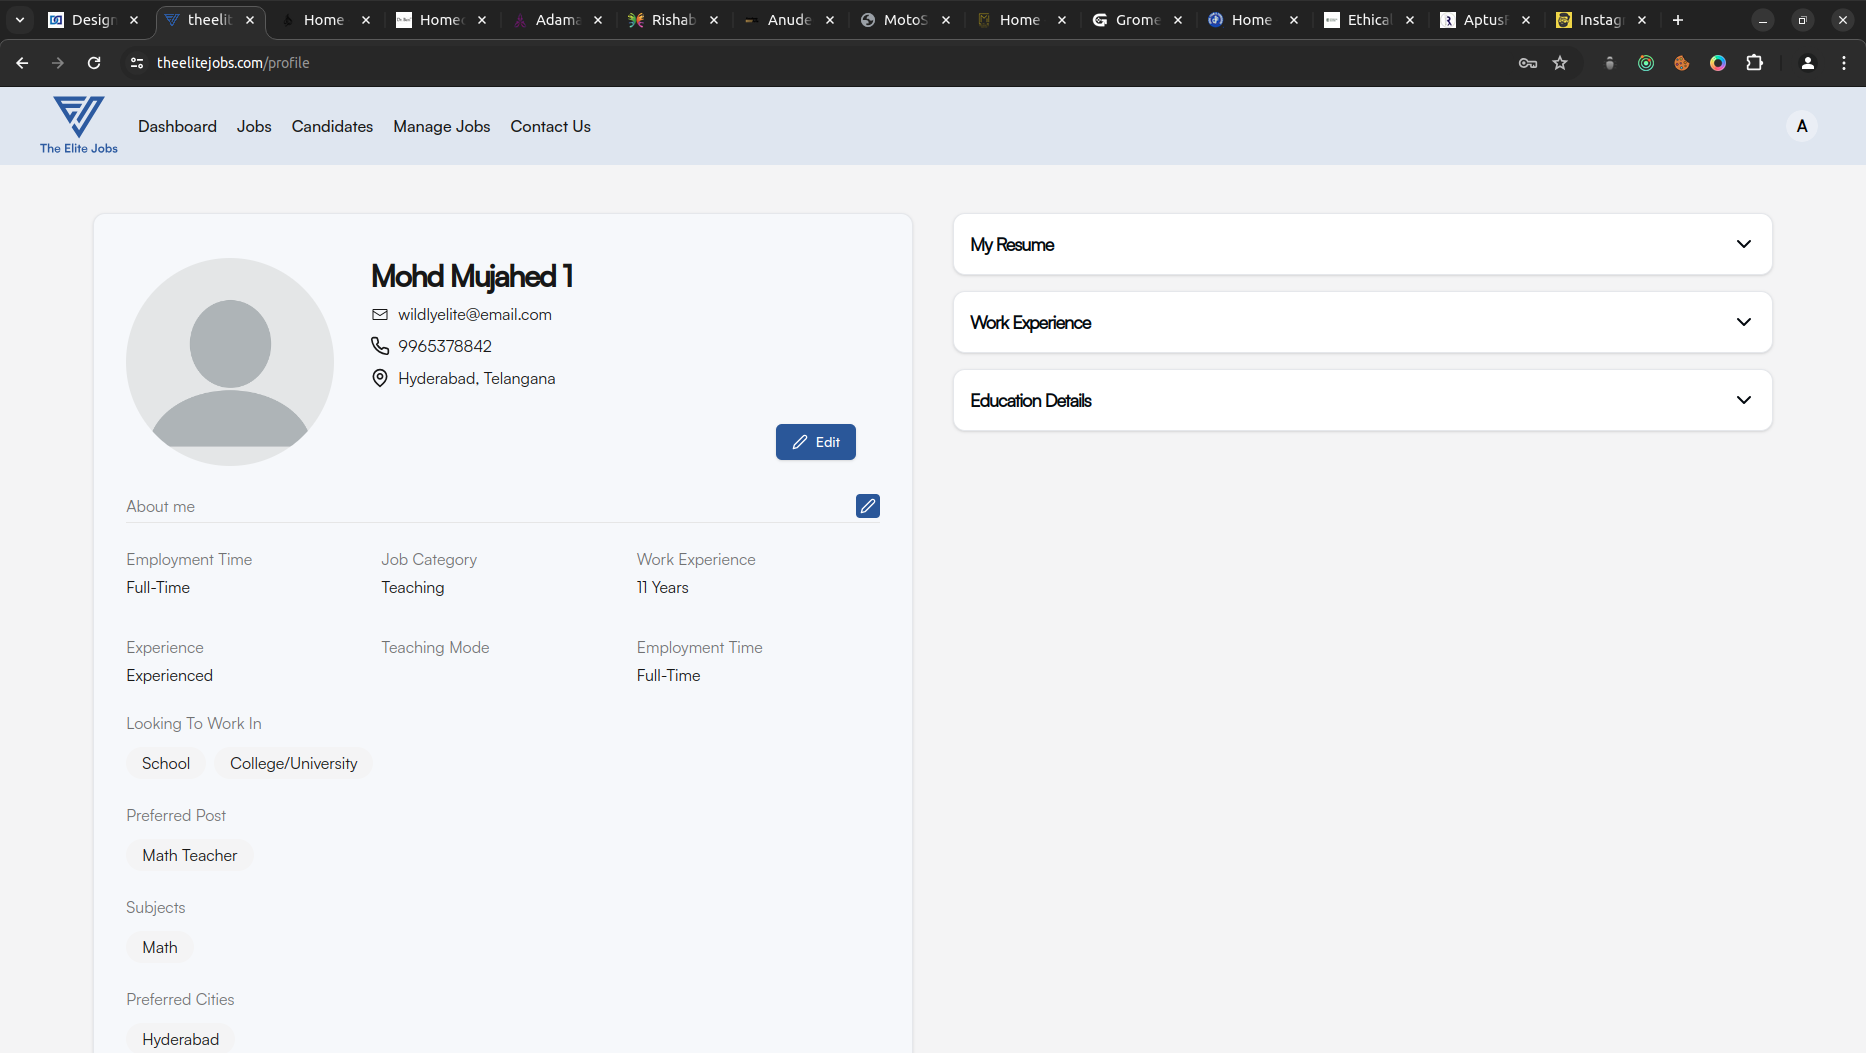 Design
theelit
Home
Homec
Adama
Rishab
Anude
MotoS
Home
Grome
Home
Ethical
AptusH
Instag
theelitejobs.com/profile
The Elite Jobs
Dashboard
Jobs
Candidates
Manage Jobs
Contact Us
A
Mohd Mujahed 1
wildlyelite@email.com
9965378842
Hyderabad, Telangana
Edit
About me
Employment Time
Job Category
Work Experience
Full-Time
Teaching
11 Years
Experience
Teaching Mode
Employment Time
Experienced
Full-Time
Looking To Work In
School
College/University
Preferred Post
Math Teacher
Subjects
Math
Preferred Cities
Hyderabad
My Resume
Work Experience
Education Details